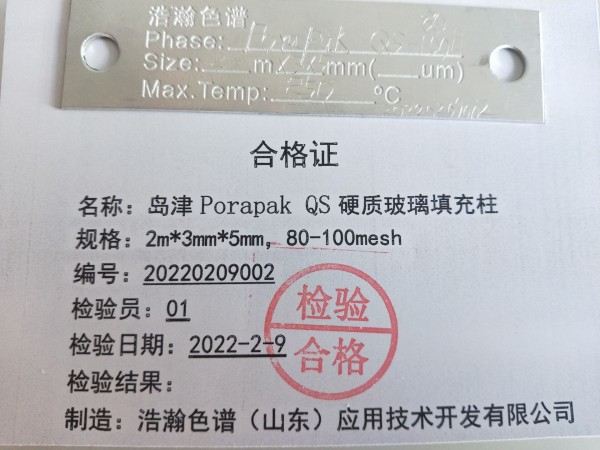 浩瀚色谱
Phase: Porapak QS
Size: m mm( um)
Max.Temp: °C
合格证
名称：岛津 Porapak QS 硬质玻璃填充柱
规格：2m*3mm*5mm，80-100mesh
编号：20220209002
检验员：01
检验日期：2022-2-9
检验结果：
检验
合格
制造：浩瀚色谱（山东）应用技术开发有限公司